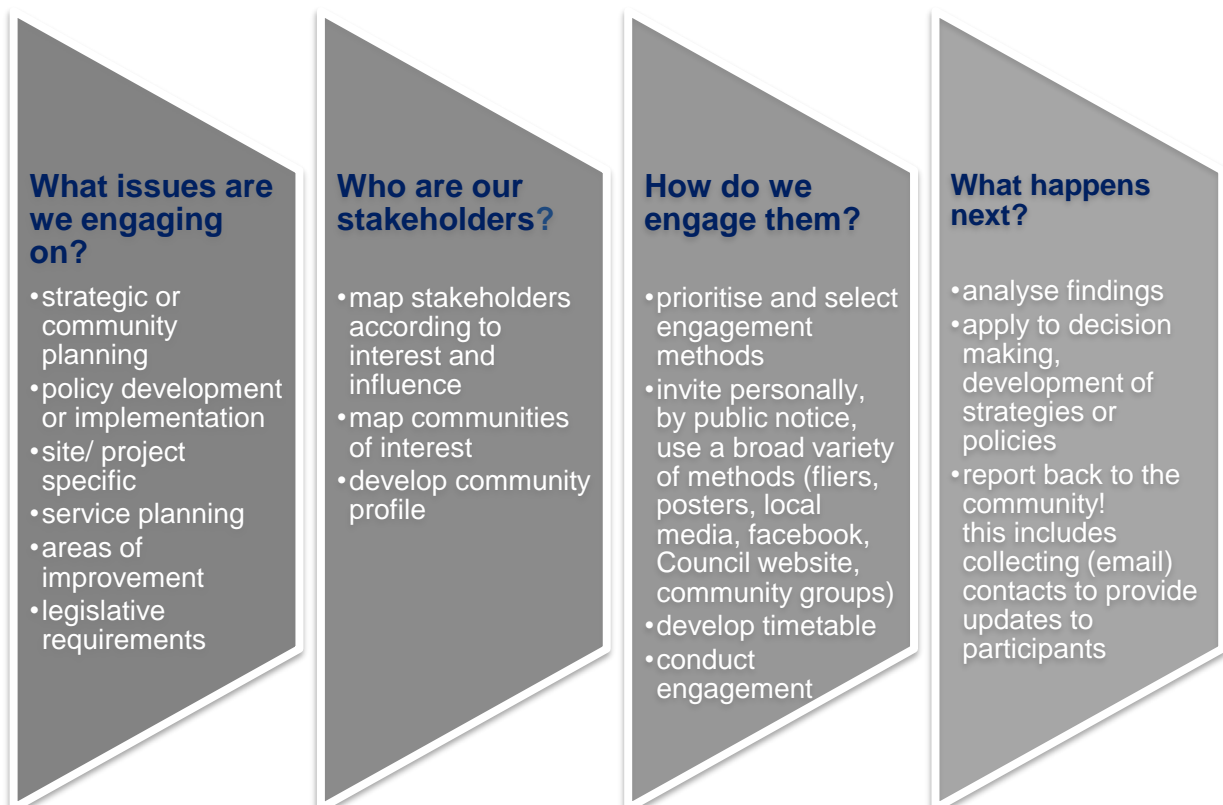 What issues are
we engaging
on?
•strategic or
community
planning
•policy development
or implementation
•site/ project
specific
•service planning
•areas of
improvement
•legislative
requirements
Who are our
stakeholders?
•map stakeholders
according to
interest and
influence
•map communities
of interest
•develop community
profile
How do we
engage them?
•prioritise and select
engagement
methods
•invite personally,
by public notice,
use a broad variety
of methods (fliers,
posters, local
media, facebook,
Council website,
community groups)
•develop timetable
•conduct
engagement
What happens
next?
•analyse findings
•apply to decision
making,
development of
strategies or
policies
•report back to the
community!
this includes
collecting (email)
contacts to provide
updates to
participants